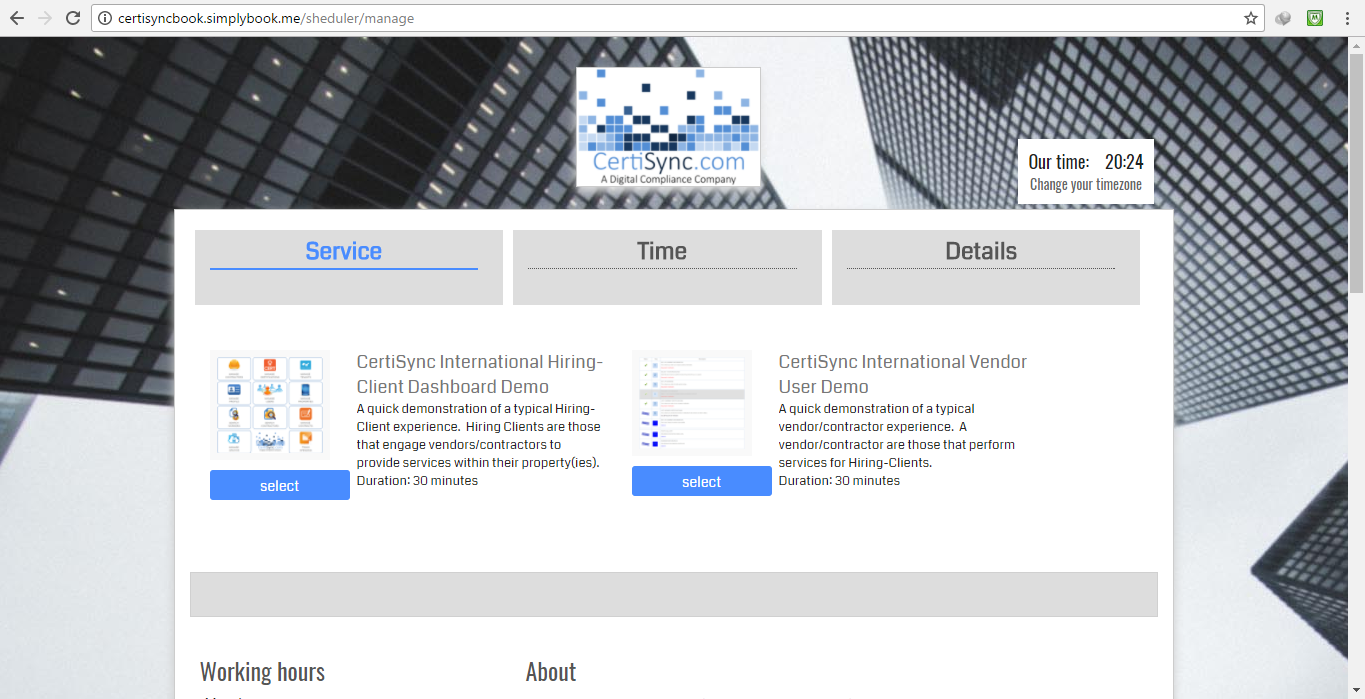 certisyncbook.simplybook.me/sheduler/manage
CertiSync.com
A Digital Compliance Company
Our time: 20:24
Change your timezone
Service
Time
Details
CertiSync International Hiring-
Client Dashboard Demo
A quick demonstration of a typical Hiring-
Client experience. Hiring Clients are those
that engage vendors/contractors to
provide services within their property(ies).
Duration: 30 minutes
select
CertiSync International Vendor
User Demo
A quick demonstration of a typical
vendor/contractor experience. A
vendor/contractor are those that perform
services for Hiring-Clients.
Duration: 30 minutes
select
Working hours
About